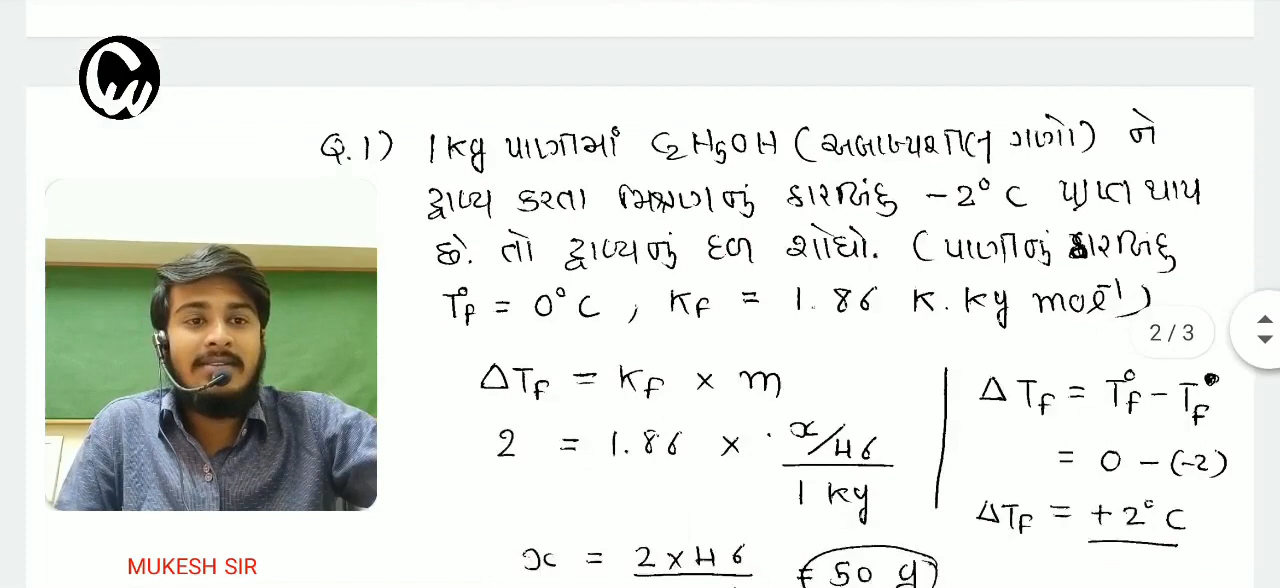 Q.1) 1 kg પાણીમાં C2H5OH (અબાષ્પશીલ ગણો) ને
દ્રાવ્ય કરતા મિશ્રણનું ઠારબિંદુ -2° C પ્રાપ્ત થાય
છે. તો દ્રાવ્યનું દળ શોધો. (પાણીનું ઠારબિંદુ
T°f = 0° C, Kf = 1.86 K.kg mol⁻¹)
2 / 3
ΔTf = Kf × m
2 = 1.86 × x/46
1 kg
x = 2 × 46
50 g
ΔTf = T°f - Tf
= 0 - (-2)
ΔTf = +2° C
MUKESH SIR